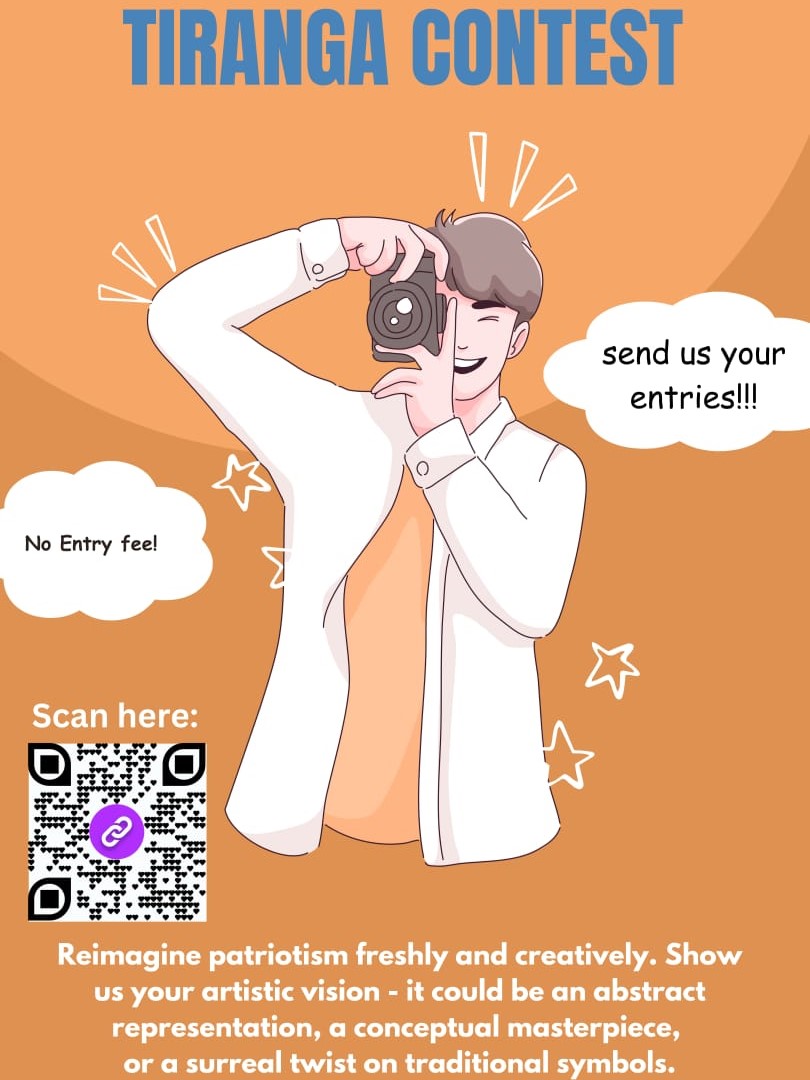 TIRANGA CONTEST
send us your
entries!!!
No Entry fee!
Scan here:
Reimagine patriotism freshly and creatively. Show
us your artistic vision - it could be an abstract
representation, a conceptual masterpiece,
or a surreal twist on traditional symbols.